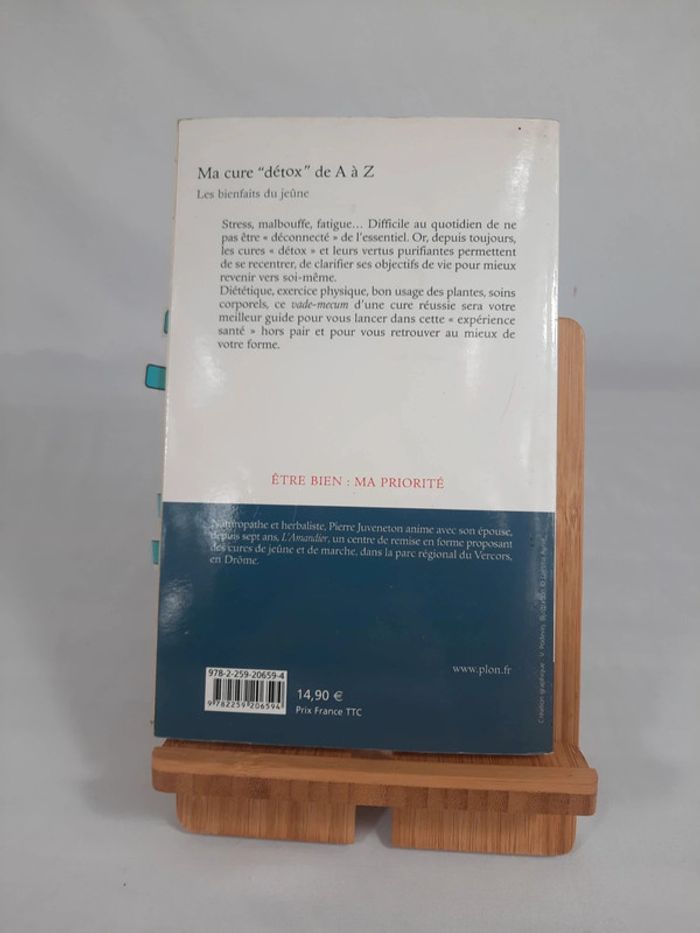 Ma cure "détox" de A à Z
Les bienfaits du jeûne
Stress, malbouffe, fatigue... Difficile au quotidien de ne
pas être « déconnecté » de l'essentiel. Or, depuis toujours,
les cures « détox » et leurs vertus purifiantes permettent
de se recentrer, de clarifier ses objectifs de vie pour mieux
revenir vers soi-même.
Diététique, exercice physique, bon usage des plantes, soins
corporels, ce vade-mecum d'une cure réussie sera votre
meilleur guide pour vous lancer dans cette « expérience
santé » hors pair et pour vous retrouver au mieux de
votre forme.
ÊTRE BIEN : MA PRIORITÉ
Naturopathe et herbaliste, Pierre Juveneton anime avec son épouse,
depuis sept ans, L'Amandier, un centre de remise en forme proposant
des cures de jeûne et de marche, dans la parc régional du Vercors,
en Drôme.
www.plon.fr
978-2-259-20659-4
9782259206594
14,90 €
Prix France TTC
Création graphique : V. Podevin